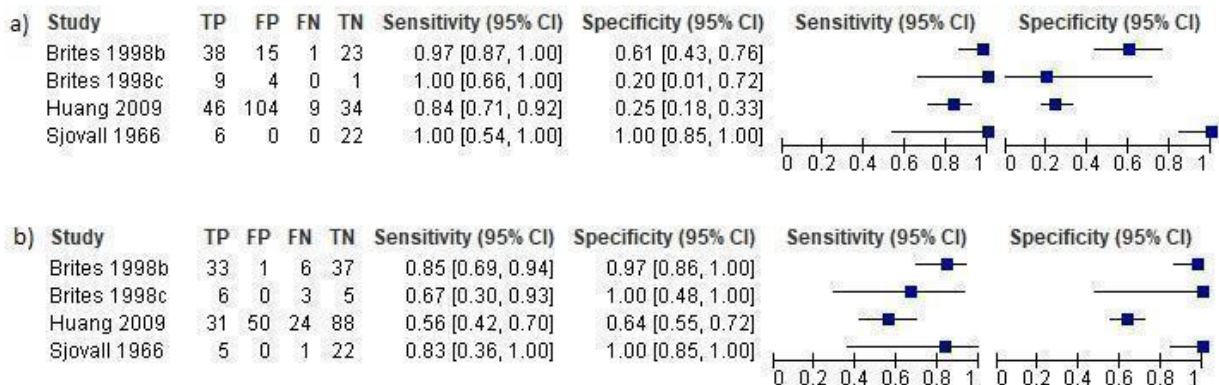 a) Study TP FP FN TN Sensitivity (95% CI) Specificity (95% CI) Sensitivity (95% CI) Specificity (95% CI)
Brites 1998b 38 15 1 23 0.97 [0.87, 1.00] 0.61 [0.43, 0.76]
Brites 1998c 9 4 0 1 1.00 [0.66, 1.00] 0.20 [0.01, 0.72]
Huang 2009 46 104 9 34 0.84 [0.71, 0.92] 0.25 [0.18, 0.33]
Sjovall 1966 6 0 0 22 1.00 [0.54, 1.00] 1.00 [0.85, 1.00]
0 0.2 0.4 0.6 0.8 1 0 0.2 0.4 0.6 0.8 1
b) Study TP FP FN TN Sensitivity (95% CI) Specificity (95% CI) Sensitivity (95% CI) Specificity (95% CI)
Brites 1998b 33 1 6 37 0.85 [0.69, 0.94] 0.97 [0.86, 1.00]
Brites 1998c 6 0 3 5 0.67 [0.30, 0.93] 1.00 [0.48, 1.00]
Huang 2009 31 50 24 88 0.56 [0.42, 0.70] 0.64 [0.55, 0.72]
Sjovall 1966 5 0 1 22 0.83 [0.36, 1.00] 1.00 [0.85, 1.00]
0 0.2 0.4 0.6 0.8 1 0 0.2 0.4 0.6 0.8 1